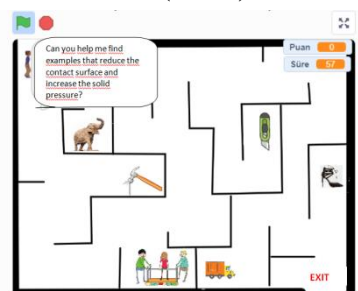 Can you help me find
examples that reduce the
contact surface and
increase the solid
pressure?
Puan 0
Süre 57
EXIT